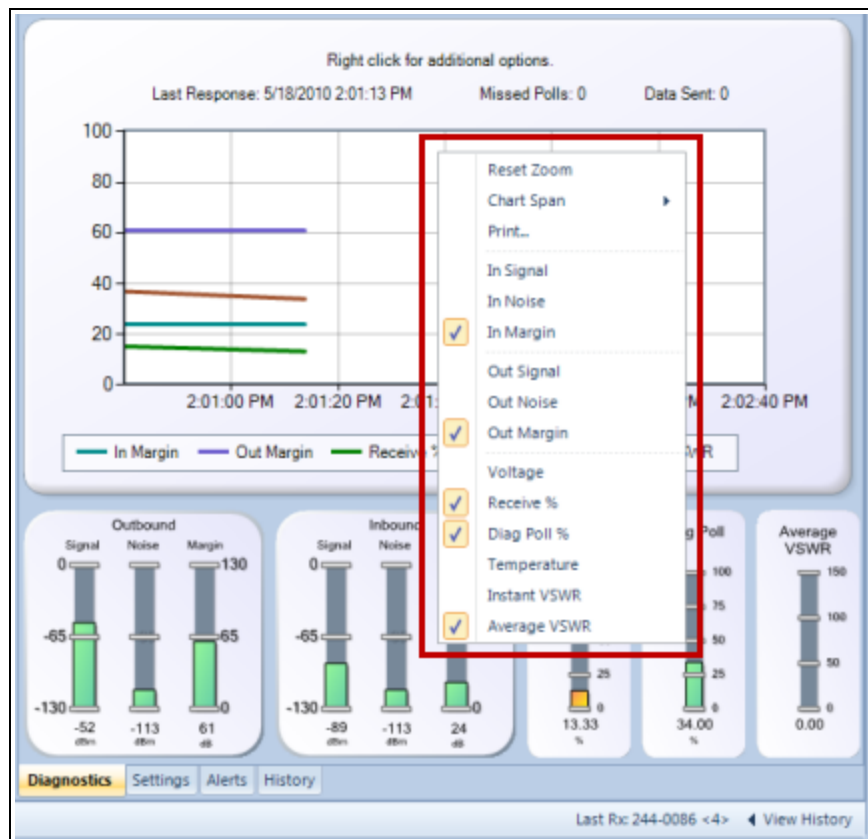 Right click for additional options.
Last Response: 5/18/2010 2:01:13 PM Missed Polls: 0 Data Sent: 0
100
80
60
40
20
0
2:01:00 PM 2:01:20 PM 2:01: M 2:02:40 PM
In Margin Out Margin Receive %
Reset Zoom
Chart Span
Print...
In Signal
In Noise
In Margin
Out Signal
Out Noise
Out Margin
Voltage
Receive %
Diag Poll %
Temperature
Instant VSWR
Average VSWR
Outbound
Signal Noise Margin
0 130
-65 65
-130 0
-52 -113 61
dBm dBm dB
Inbound
Signal Noise
0
-65
-130 0
-89 -113 24
dBm dBm dB
25
0
13.33
%
g Poll
100
75
50
25
0
34.00
%
Average
VSWR
150
100
50
0
0.00
Diagnostics Settings Alerts History
Last Rx: 244-0086 <4> View History